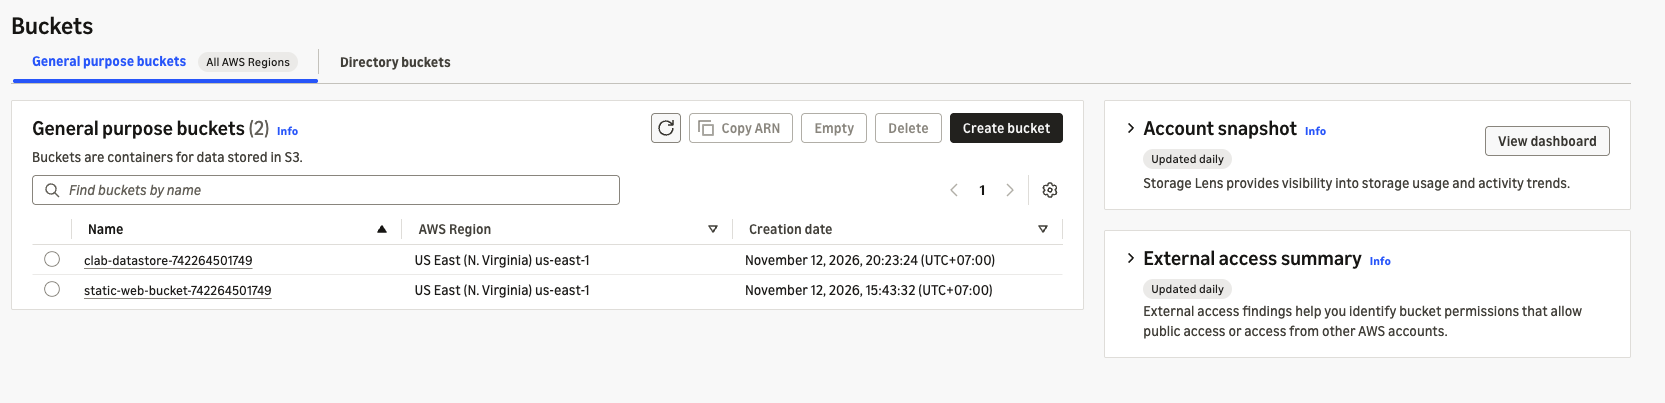 Buckets
General purpose buckets All AWS Regions Directory buckets
General purpose buckets (2) Info
Copy ARN Empty Delete Create bucket
Buckets are containers for data stored in S3.
Find buckets by name
1
Name AWS Region Creation date
clab-datastore-742264501749 US East (N. Virginia) us-east-1 November 12, 2026, 20:23:24 (UTC+07:00)
static-web-bucket-742264501749 US East (N. Virginia) us-east-1 November 12, 2026, 15:43:32 (UTC+07:00)
Account snapshot Info
View dashboard
Updated daily
Storage Lens provides visibility into storage usage and activity trends.
External access summary Info
Updated daily
External access findings help you identify bucket permissions that allow
public access or access from other AWS accounts.